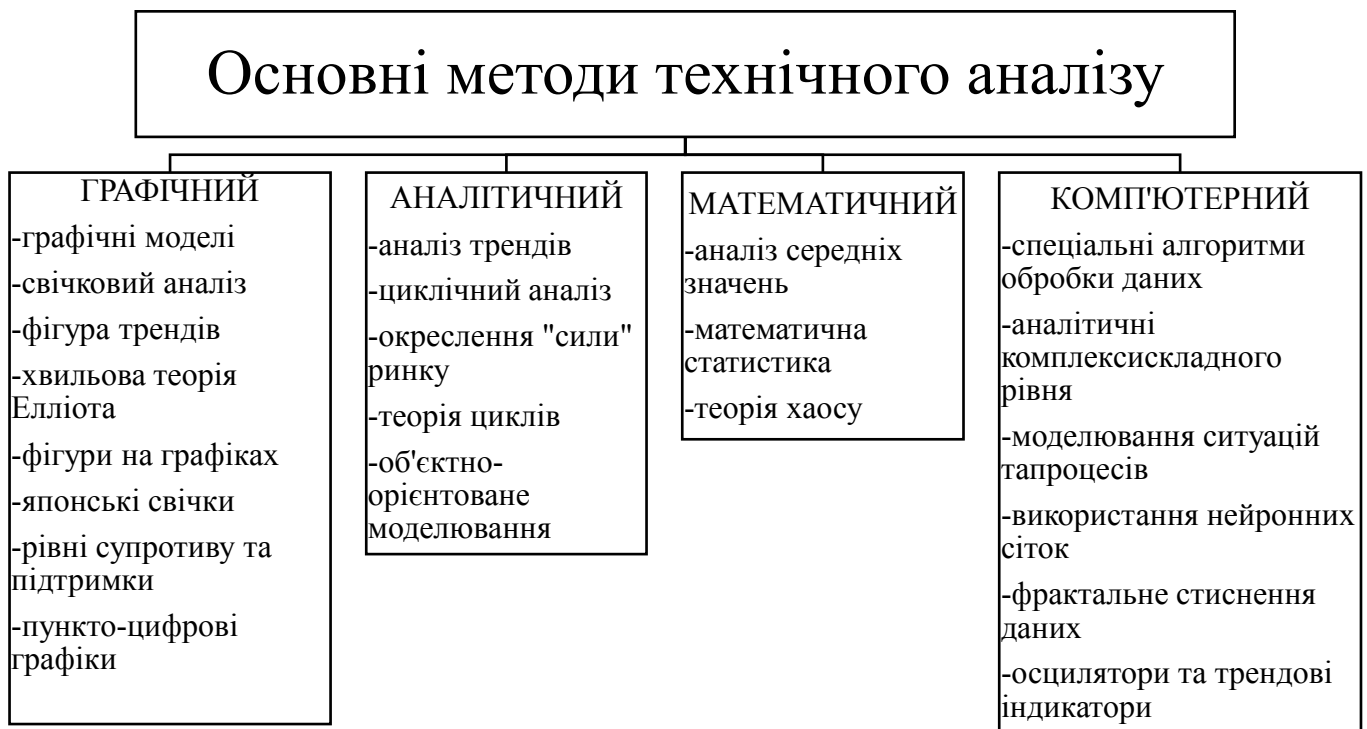 Основні методи технічного аналізу
ГРАФІЧНИЙ
-графічні моделі
-свічковий аналіз
-фігура трендів
-хвильова теорія
Елліота
-фігури на графіках
-японські свічки
-рівні супротиву та
підтримки
-пункто-цифрові
графіки
АНАЛІТИЧНИЙ
-аналіз трендів
-циклічний аналіз
-окреслення "сили"
ринку
-теорія циклів
-об'єктно-
орієнтоване
моделювання
МАТЕМАТИЧНИЙ
-аналіз середніх
значень
-математична
статистика
-теорія хаосу
КОМП'ЮТЕРНИЙ
-спеціальні алгоритми
обробки даних
-аналітичні
комплексискладного
рівня
-моделювання ситуацій
тапроцесів
-використання нейронних
сіток
-фрактальне стиснення
даних
-осцилятори та трендові
індикатори